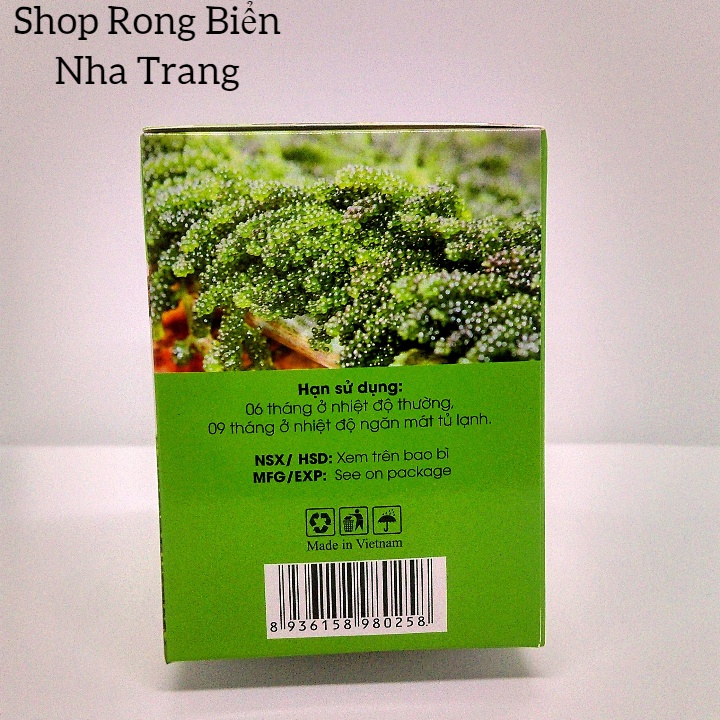 Shop Rong Biển
Nha Trang
Hạn sử dụng:
06 tháng ở nhiệt độ thường,
09 tháng ở nhiệt độ ngăn mát tủ lạnh.
NSX/ HSD: Xem trên bao bì
MFG/EXP: See on package
Made in Vietnam
8 936158 980258